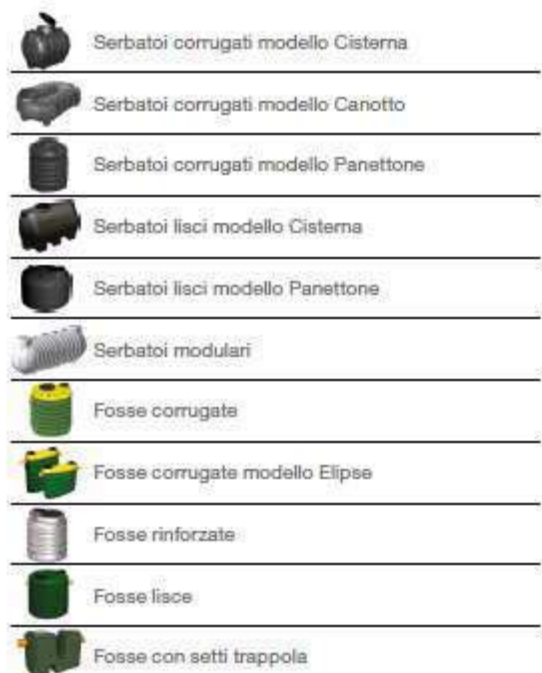 Serbatoi corrugati modello Cisterna
Serbatoi corrugati modello Canotto
Serbatoi corrugati modello Panettone
Serbatoi lisci modello Cisterna
Serbatoi lisci modello Panettone
Serbatoi modulari
Fosse corrugate
Fosse corrugate modello Elipse
Fosse rinforzate
Fosse lisce
Fosse con setti trappola